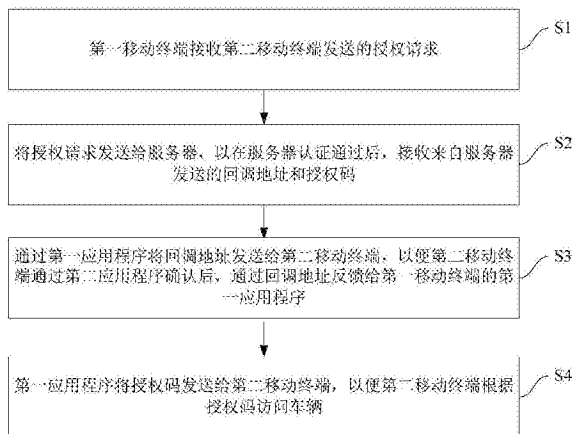 第一移动终端接收第二移动终端发送的授权请求
S1
将授权请求发送给服务器、以在服务器认证通过后，接收来自服务器
发送的回调地址和授权码
S2
通过第一应用程序将回调地址发送给第二移动终端，以便第二移动终
端通过第二应用程序确认后，通过回调地址反馈给第一移动终端的第
一应用程序
S3
第一应用程序将授权码发送给第二移动终端，以便第二移动终端根据
授权码访问车辆
S4